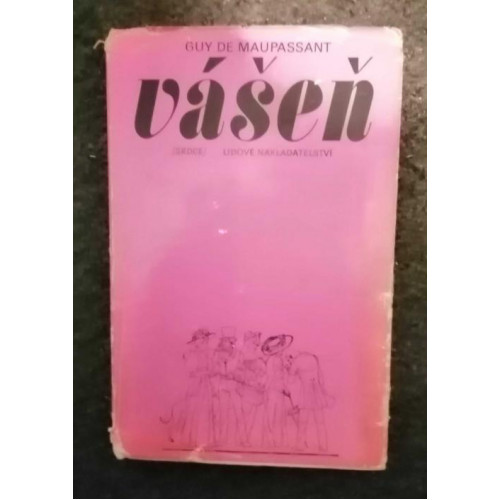 GUY DE MAUPASSANT
vášeň
LIDOVÉ NAKLADATELSTVÍ